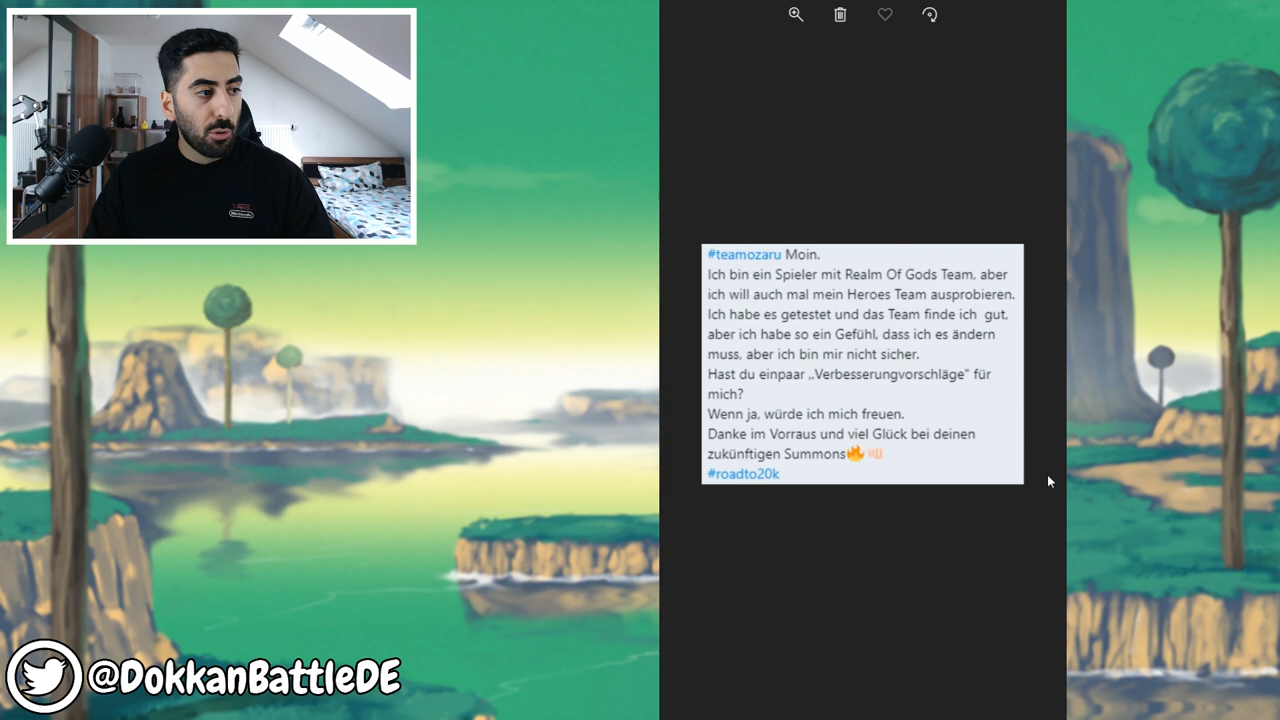 #teamozaru Moin.
Ich bin ein Spieler mit Realm Of Gods Team, aber
ich will auch mal mein Heroes Team ausprobieren.
Ich habe es getestet und das Team finde ich  gut,
aber ich habe so ein Gefühl, dass ich es ändern
muss, aber ich bin mir nicht sicher.
Hast du einpaar ,,Verbesserungvorschläge" für
mich?
Wenn ja, würde ich mich freuen.
Danke im Vorraus und viel Glück bei deinen
zukünftigen Summons🔥
#roadto20k
@DokkanBattleDE